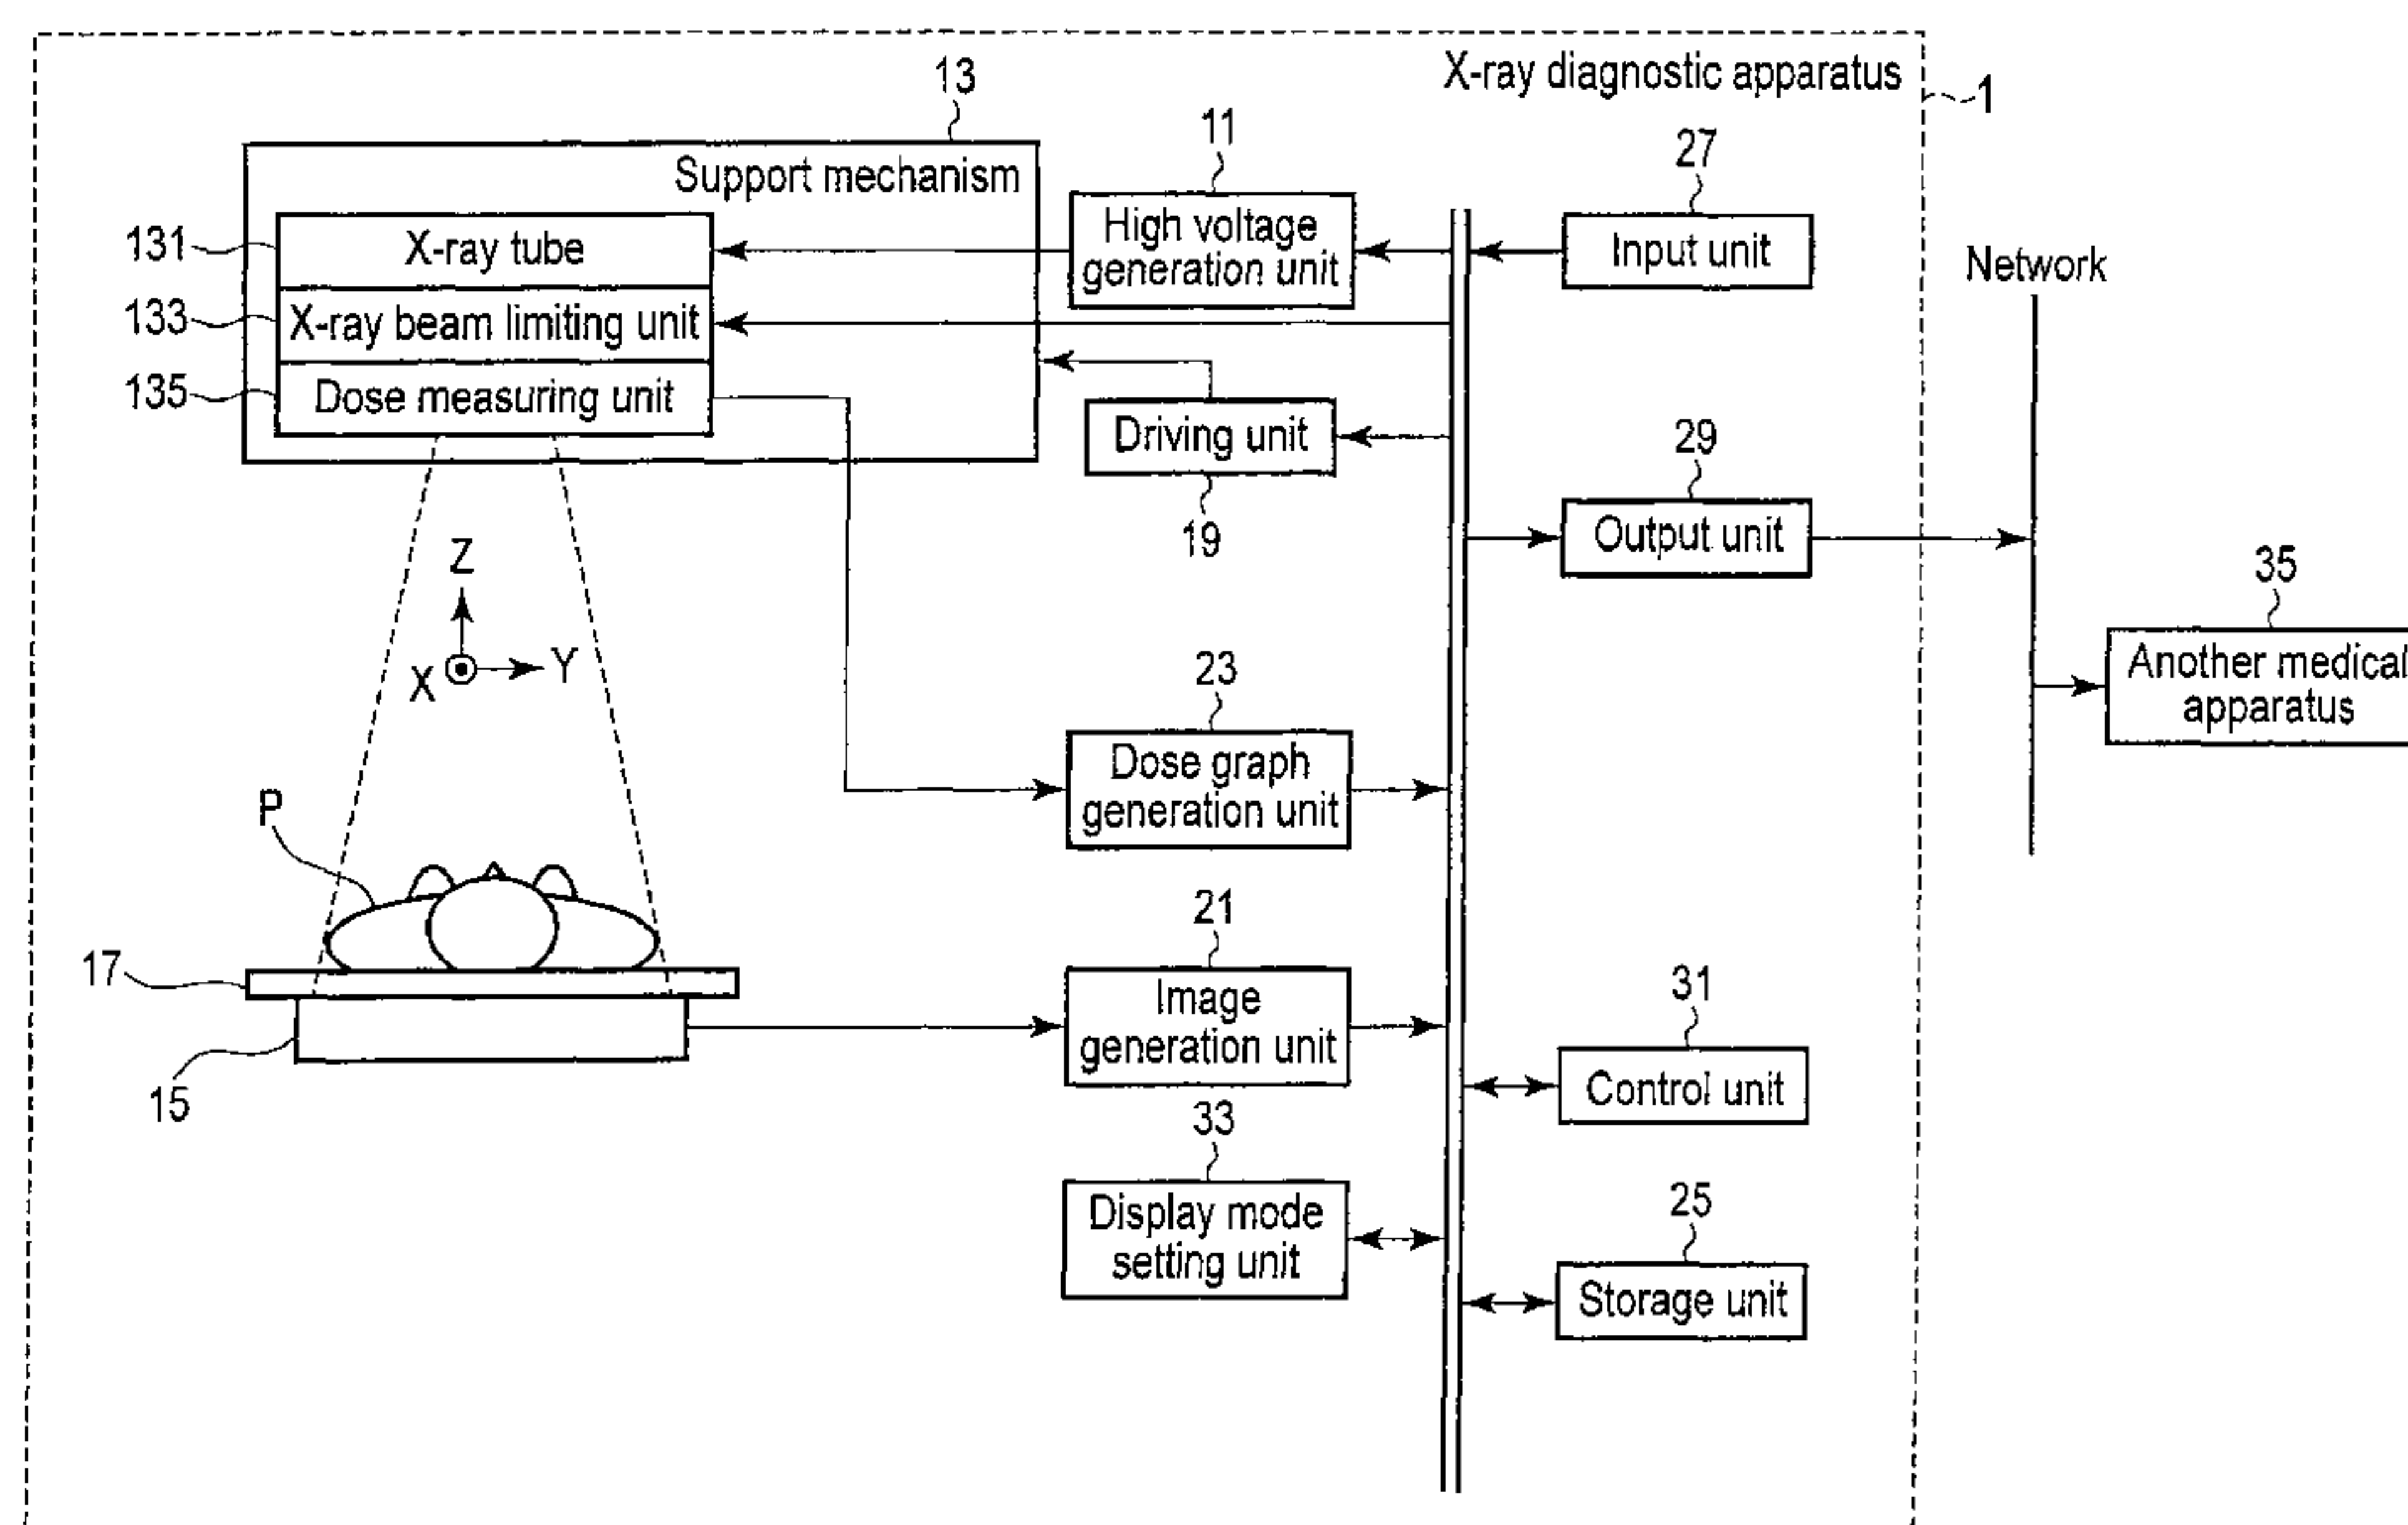 X-ray diagnostic apparatus
1
13
Support mechanism
11
High voltage
generation unit
27
Input unit
Network
131
X-ray tube
133
X-ray beam limiting unit
135
Dose measuring unit
Driving unit
19
29
Output unit
35
Another medical
apparatus
Z
X
Y
23
Dose graph
generation unit
P
17
15
21
Image
generation unit
31
Control unit
33
Display mode
setting unit
25
Storage unit